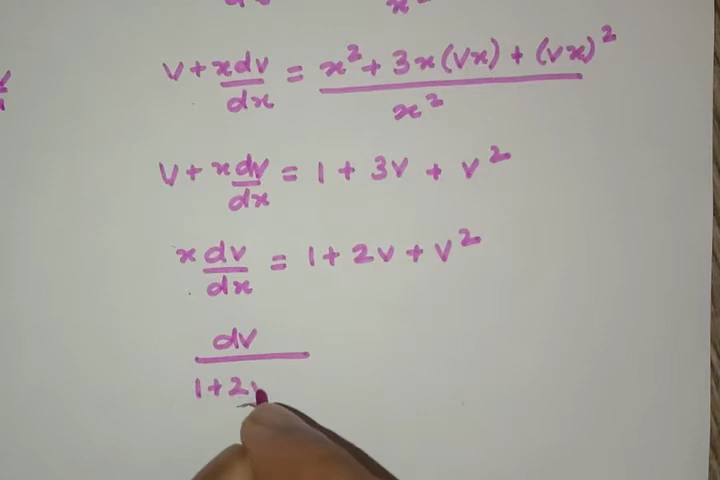 v + x dv/dx = x² + 3x(vx) + (vx)² / x²
v + x dv/dx = 1 + 3v + v²
x dv/dx = 1 + 2v + v²
dv / 1 + 2